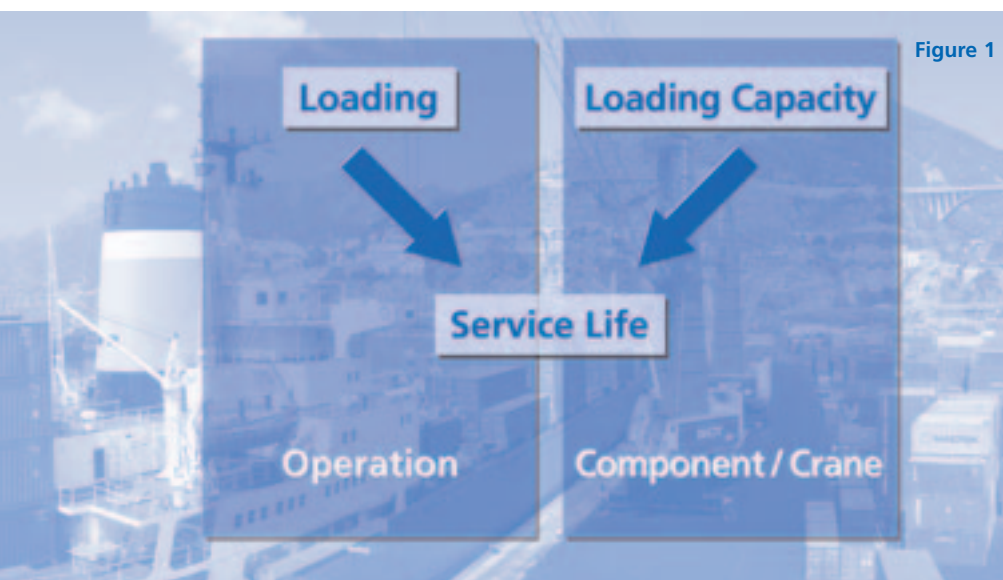 Figure 1
Loading
Loading Capacity
Service Life
Operation
Component / Crane